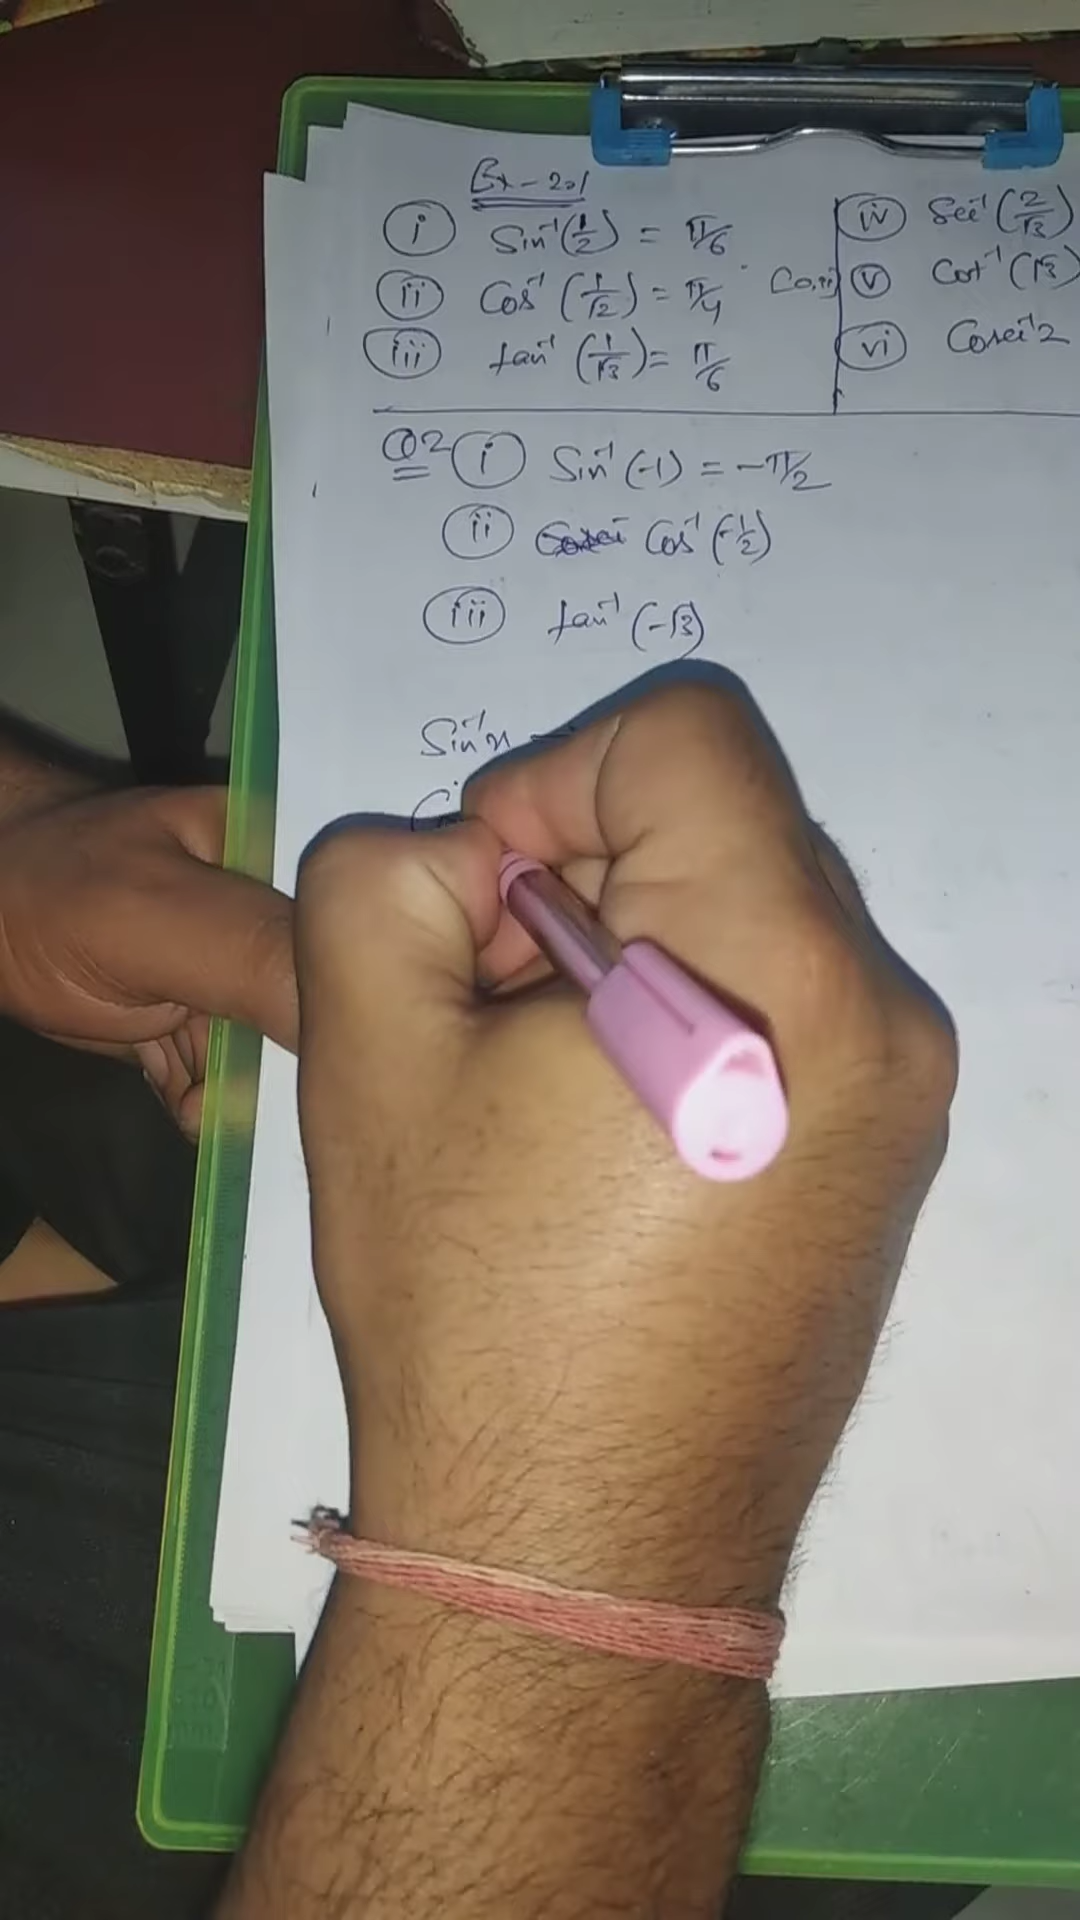 Ex-2.1
i sin⁻¹(1/2) = π/6
ii cos⁻¹(1/√2) = π/4
iii tan⁻¹(1/√3) = π/6
iv sec⁻¹(2/√3)
v cot⁻¹(√3)
vi cosec⁻¹2
Q2 i sin⁻¹(-1) = -π/2
ii cos⁻¹(-1/2)
iii tan⁻¹(-√3)
sin⁻¹x